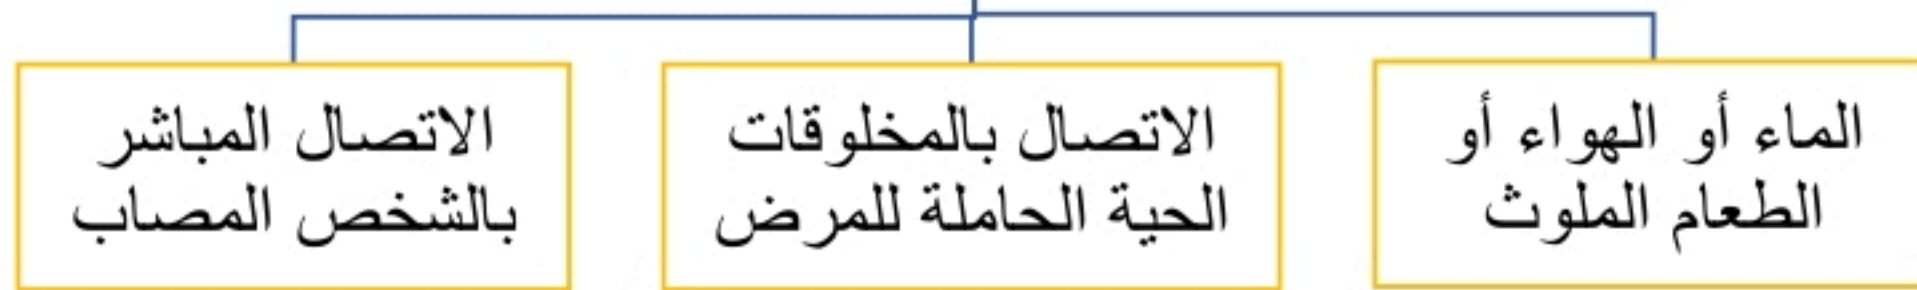 الماء أو الهواء أو
الطعام الملوث
الاتصال بالمخلوقات
الحية الحاملة للمرض
الاتصال المباشر
بالشخص المصاب